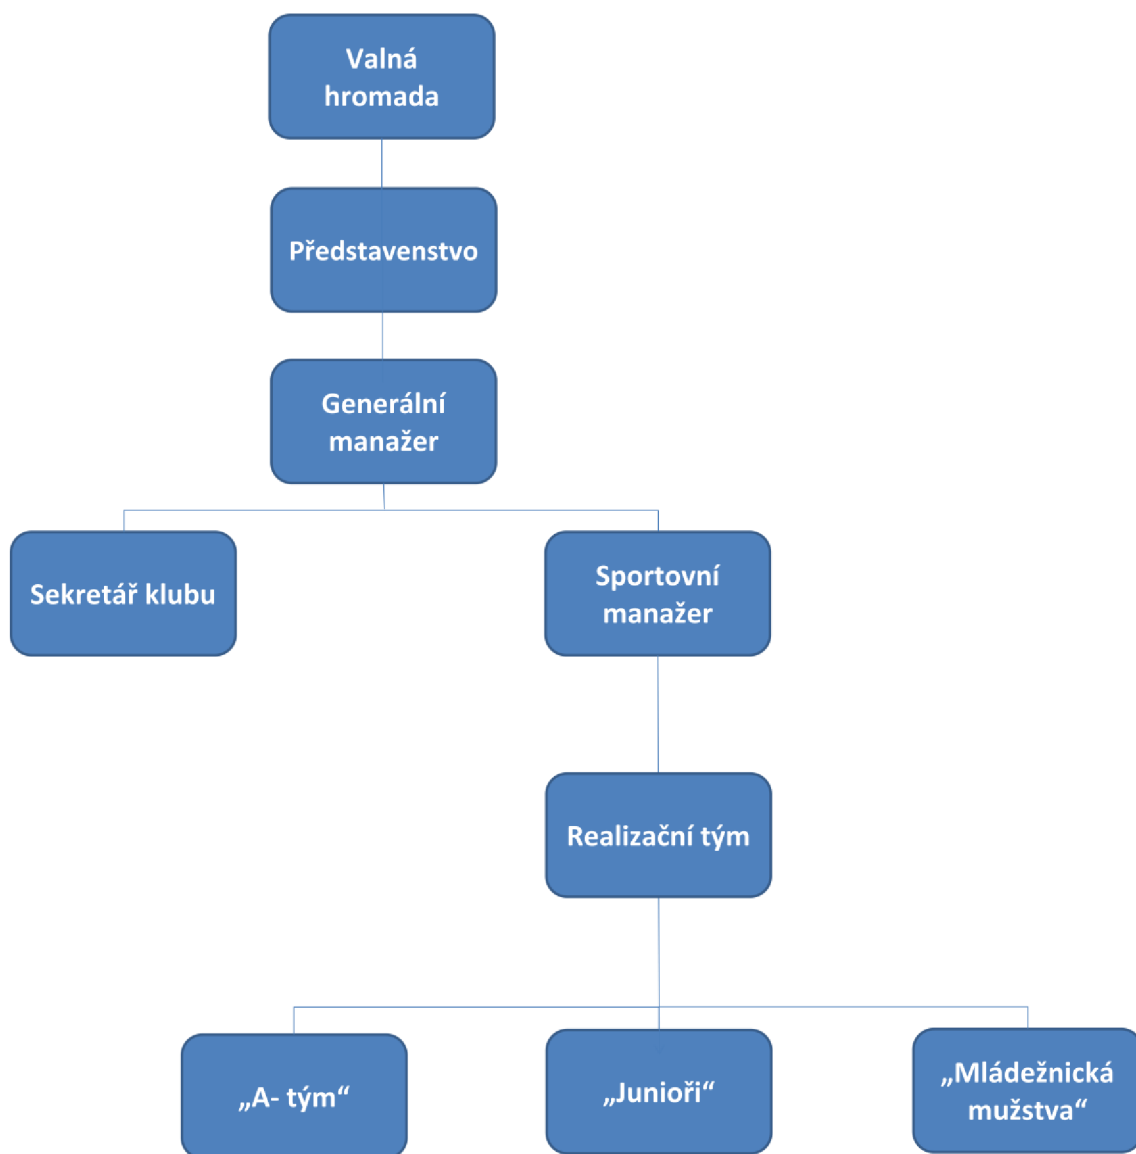 Valná
hromada
Představenstvo
Generální
manažer
Sekretář klubu
Sportovní
manažer
Realizační tým
„A- tým“
„Junioři“
„Mládežnická
mužstva“